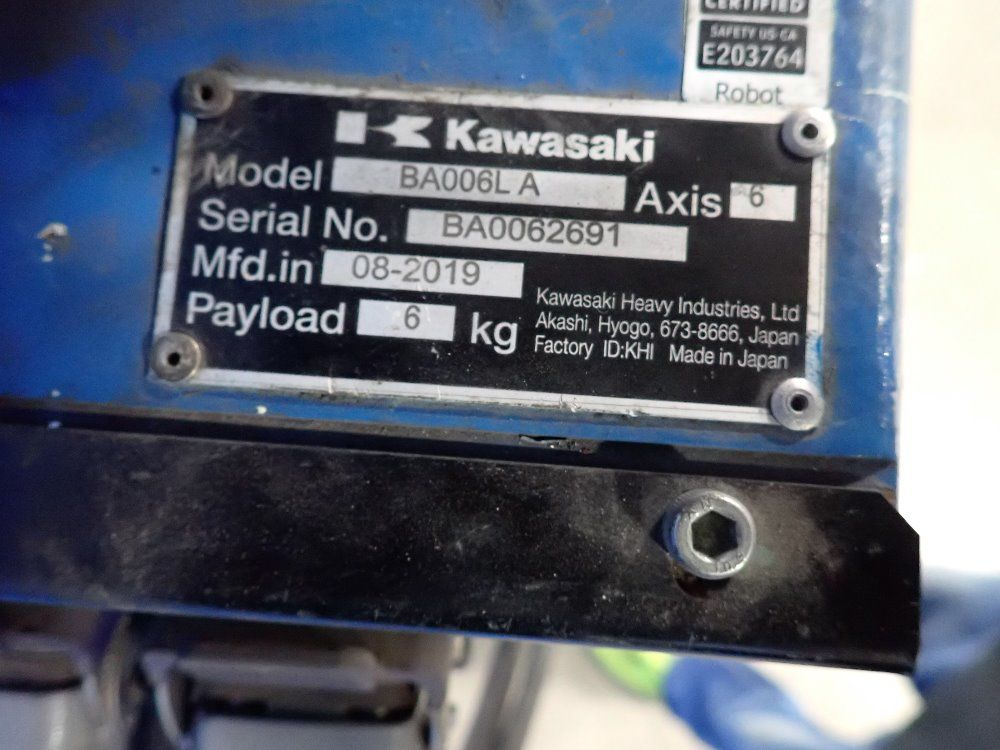 CERTIFIED
SAFETY US-CA
E203764
Robot
Kawasaki
Model BA006L A Axis 6
Serial No. BA0062691
Mfd.in 08-2019
Payload 6 kg
Kawasaki Heavy Industries, Ltd
Akashi, Hyogo, 673-8666, Japan
Factory ID:KHI Made in Japan